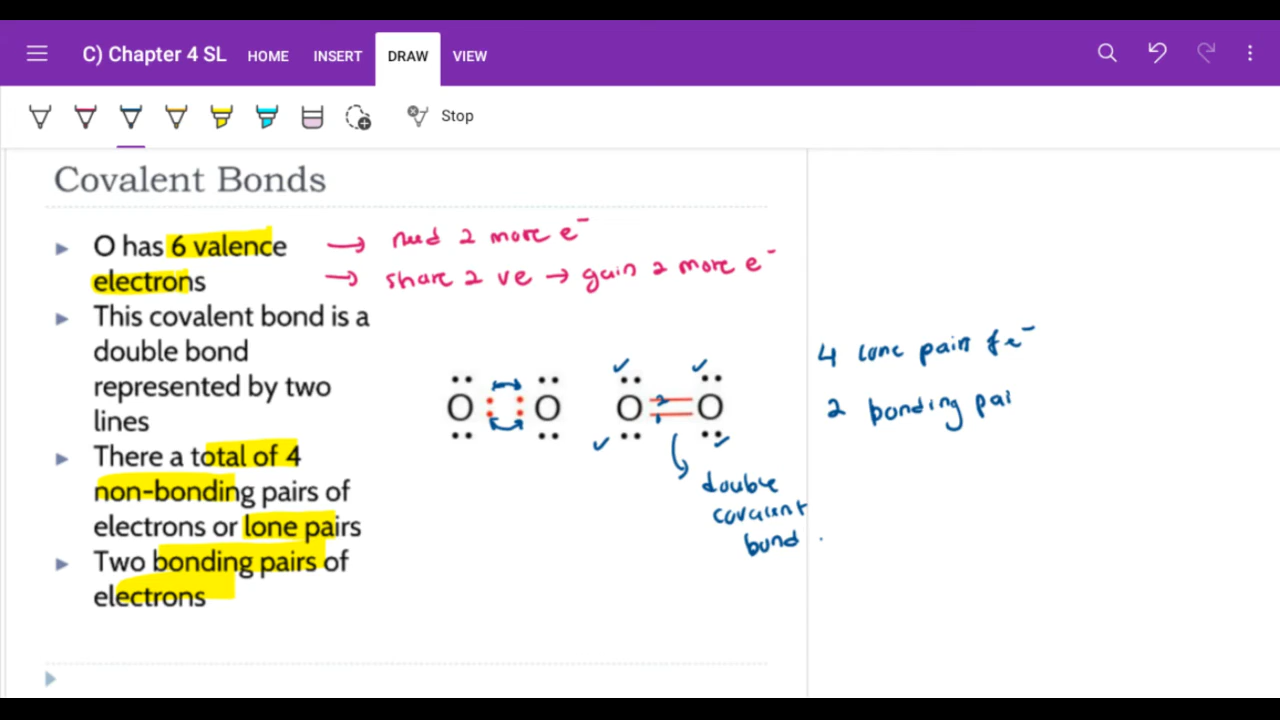 C) Chapter 4 SL HOME INSERT DRAW VIEW
Stop
Covalent Bonds
O has 6 valence
electrons
→ need 2 more e⁻
→ share 2 ve → gain 2 more e⁻
This covalent bond is a
double bond
represented by two
lines
There a total of 4
non-bonding pairs of
electrons or lone pairs
Two bonding pairs of
electrons
O O O O
double
covalent
bond
4 lone pairs of e⁻
2 bonding pai